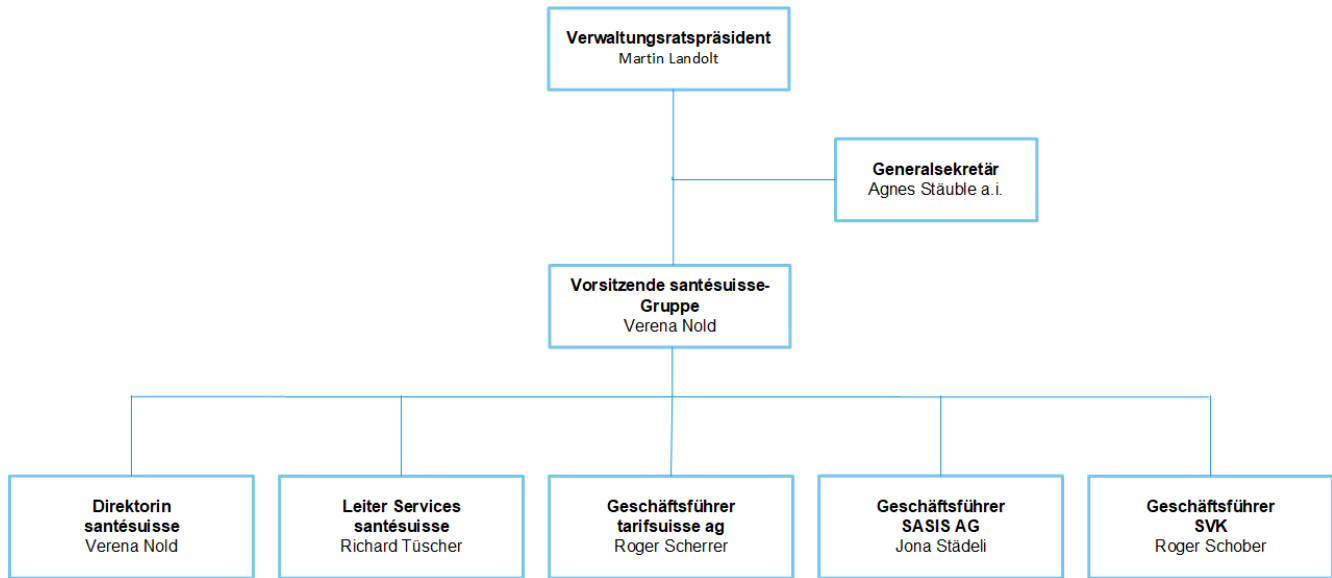 Verwaltungsratspräsident
Martin Landolt
Generalsekretär
Agnes Stäuble a.i.
Vorsitzende santésuisse-
Gruppe
Verena Nold
Direktorin
santésuisse
Verena Nold
Leiter Services
santésuisse
Richard Tüscher
Geschäftsführer
tarifsuisse ag
Roger Scherrer
Geschäftsführer
SASIS AG
Jona Städeli
Geschäftsführer
SVK
Roger Schober